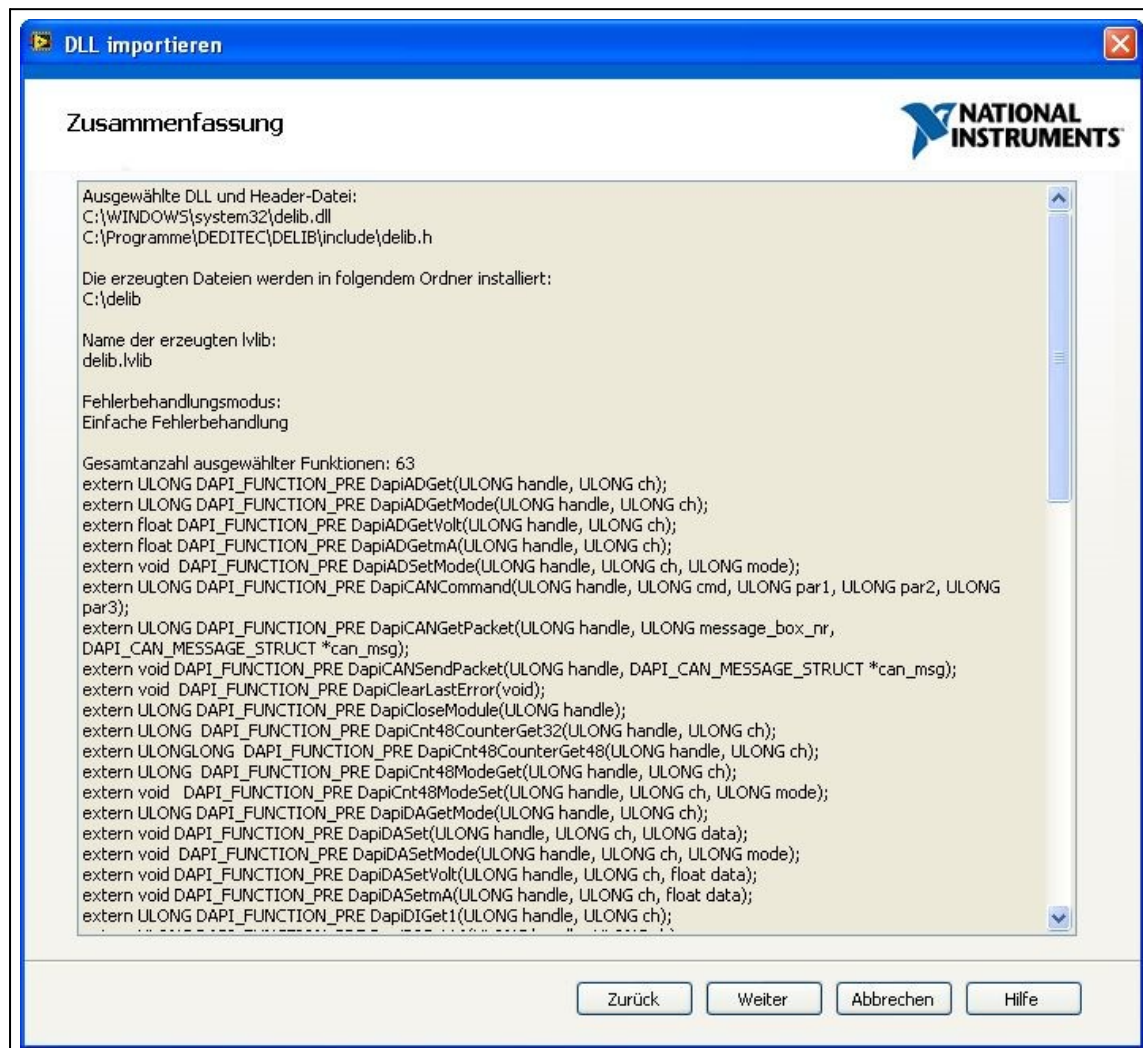 DLL importieren
Zusammenfassung
NATIONAL
INSTRUMENTS
Ausgewählte DLL und Header-Datei:
C:\WINDOWS\system32\delib.dll
C:\Programme\DEDITEC\DELIB\include\delib.h
Die erzeugten Dateien werden in folgendem Ordner installiert:
C:\delib
Name der erzeugten lvlib:
delib.lvlib
Fehlerbehandlungsmodus:
Einfache Fehlerbehandlung
Gesamtanzahl ausgewählter Funktionen: 63
extern ULONG DAPI_FUNCTION_PRE DapiADGet(ULONG handle, ULONG ch);
extern ULONG DAPI_FUNCTION_PRE DapiADGetMode(ULONG handle, ULONG ch);
extern float DAPI_FUNCTION_PRE DapiADGetVolt(ULONG handle, ULONG ch);
extern float DAPI_FUNCTION_PRE DapiADGetmA(ULONG handle, ULONG ch);
extern void  DAPI_FUNCTION_PRE DapiADSetMode(ULONG handle, ULONG ch, ULONG mode);
extern ULONG DAPI_FUNCTION_PRE DapiCANCommand(ULONG handle, ULONG cmd, ULONG par1, ULONG par2, ULONG
par3);
extern ULONG DAPI_FUNCTION_PRE DapiCANGetPacket(ULONG handle, ULONG message_box_nr,
DAPI_CAN_MESSAGE_STRUCT *can_msg);
extern void DAPI_FUNCTION_PRE DapiCANSendPacket(ULONG handle, DAPI_CAN_MESSAGE_STRUCT *can_msg);
extern void  DAPI_FUNCTION_PRE DapiClearLastError(void);
extern ULONG DAPI_FUNCTION_PRE DapiCloseModule(ULONG handle);
extern ULONG  DAPI_FUNCTION_PRE DapiCnt48CounterGet32(ULONG handle, ULONG ch);
extern ULONGLONG  DAPI_FUNCTION_PRE DapiCnt48CounterGet48(ULONG handle, ULONG ch);
extern ULONG  DAPI_FUNCTION_PRE DapiCnt48ModeGet(ULONG handle, ULONG ch);
extern void   DAPI_FUNCTION_PRE DapiCnt48ModeSet(ULONG handle, ULONG ch, ULONG mode);
extern ULONG DAPI_FUNCTION_PRE DapiDAGetMode(ULONG handle, ULONG ch);
extern void DAPI_FUNCTION_PRE DapiDASet(ULONG handle, ULONG ch, ULONG data);
extern void  DAPI_FUNCTION_PRE DapiDASetMode(ULONG handle, ULONG ch, ULONG mode);
extern void DAPI_FUNCTION_PRE DapiDASetVolt(ULONG handle, ULONG ch, float data);
extern void DAPI_FUNCTION_PRE DapiDASetmA(ULONG handle, ULONG ch, float data);
extern ULONG DAPI_FUNCTION_PRE DapiDIGet1(ULONG handle, ULONG ch);
Zurück
Weiter
Abbrechen
Hilfe